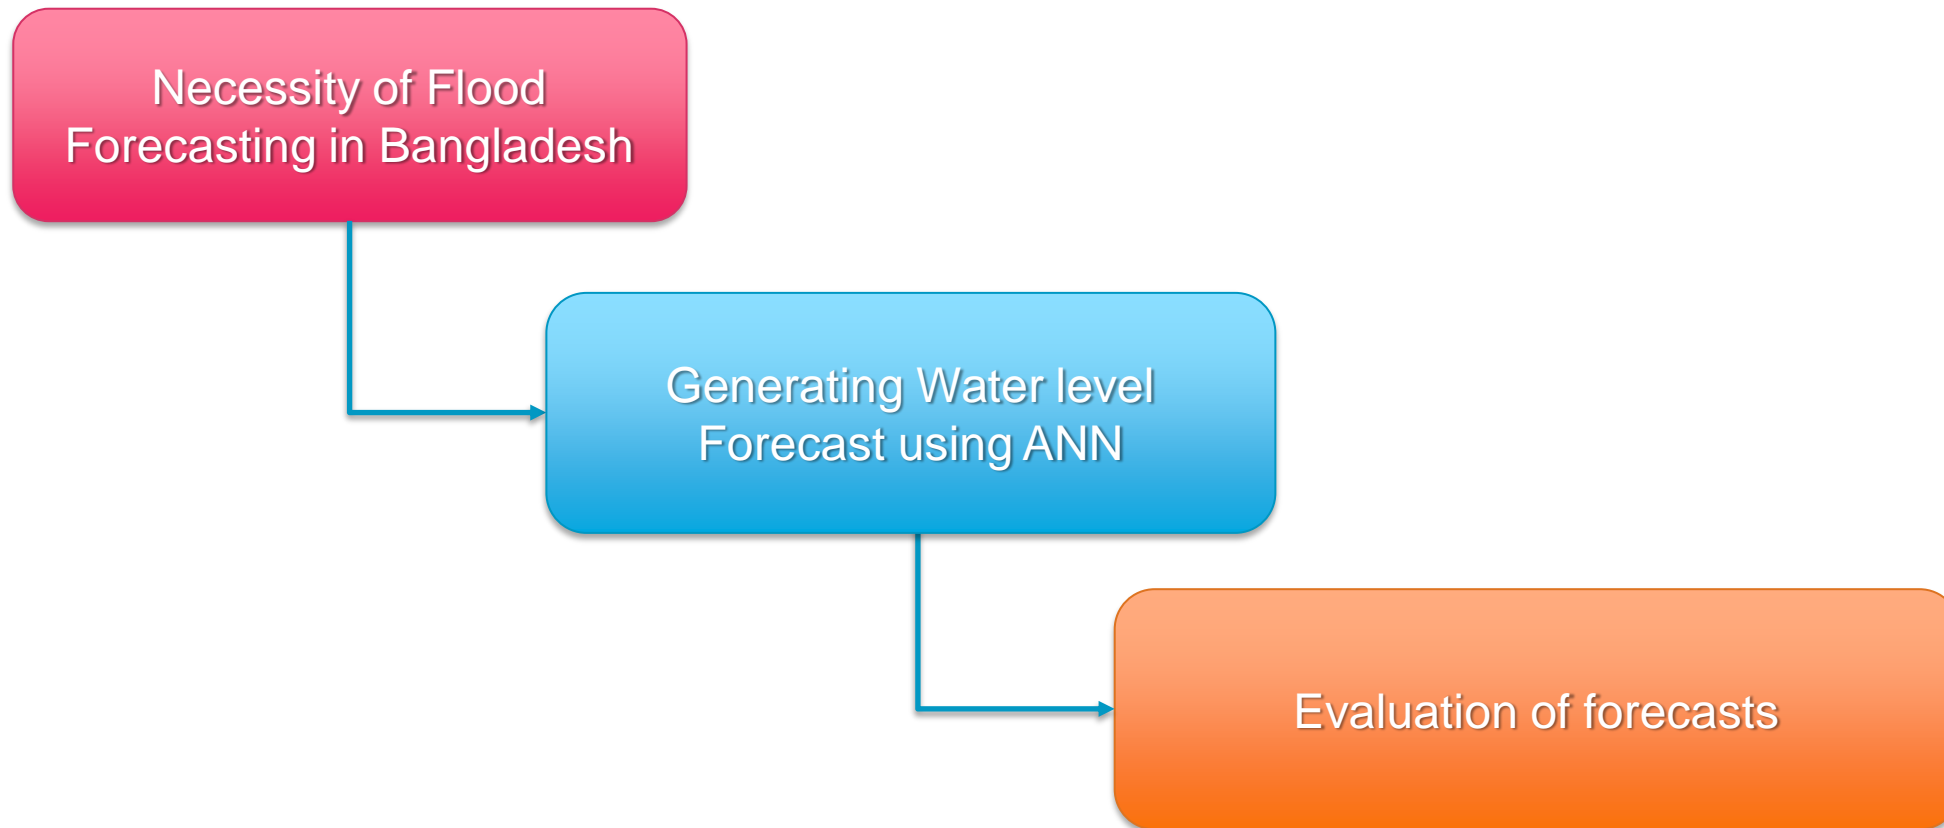 Necessity of Flood
Forecasting in Bangladesh
Generating Water level
Forecast using ANN
Evaluation of forecasts